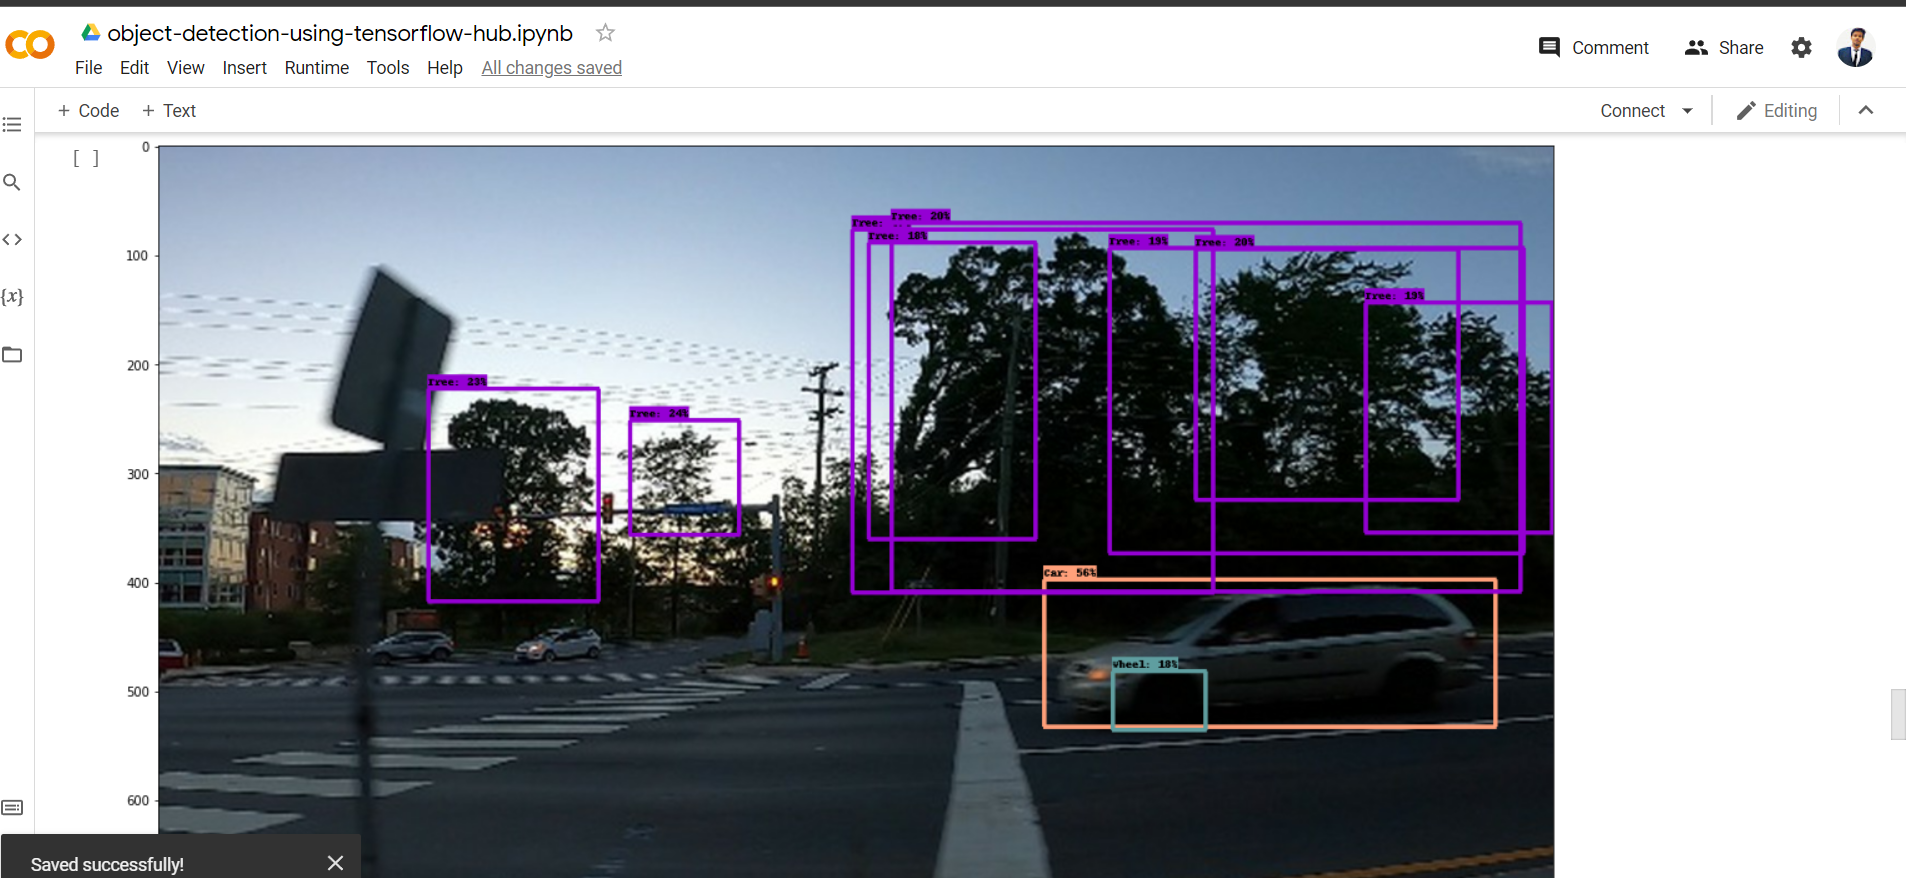 object-detection-using-tensorflow-hub.ipynb
Comment
Share
File Edit View Insert Runtime Tools Help All changes saved
+ Code + Text
Connect
Editing
[ ]
{x}
0
100
200
300
400
500
600
Tree: 20%
Tree:
Tree: 18%
Tree: 19%
Tree: 20%
Tree: 19%
Tree: 23%
Tree: 24%
Car: 56%
Wheel: 18%
Saved successfully!